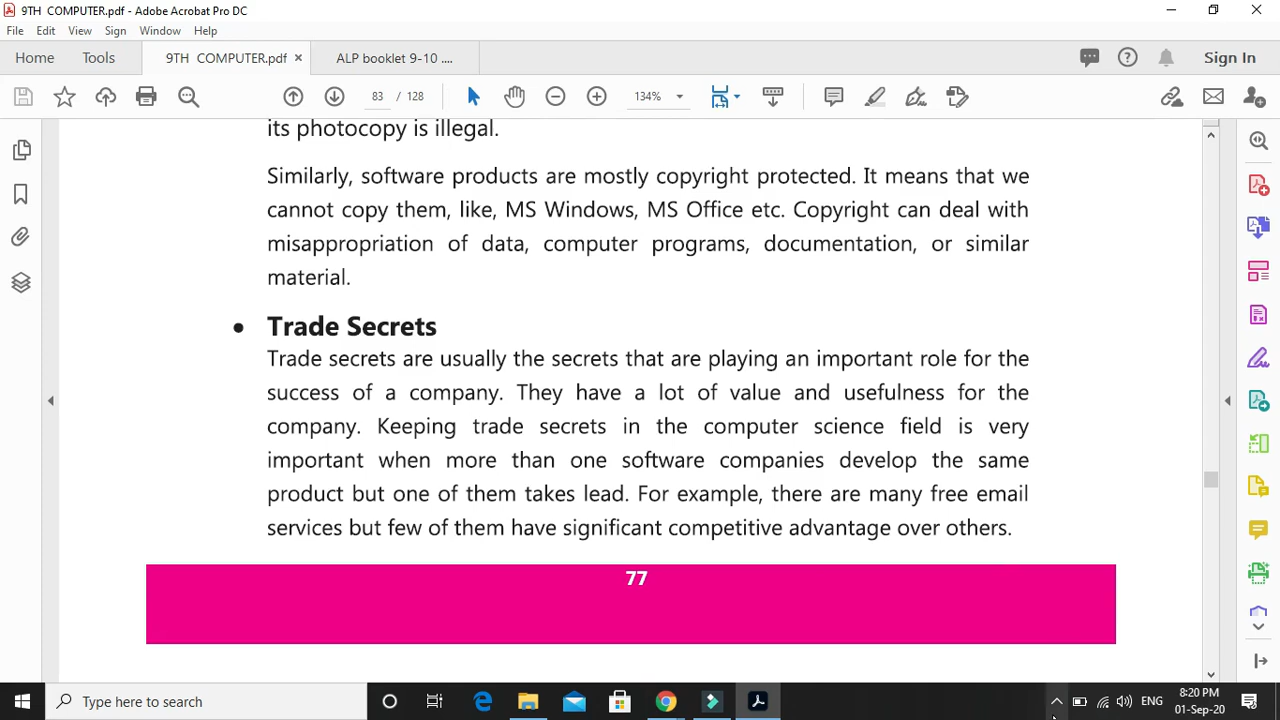 9TH COMPUTER.pdf - Adobe Acrobat Pro DC
File Edit View Sign Window Help
Home Tools 9TH COMPUTER.pdf × ALP booklet 9-10 .... Sign In
83 / 128 134%
its photocopy is illegal.
Similarly, software products are mostly copyright protected. It means that we
cannot copy them, like, MS Windows, MS Office etc. Copyright can deal with
misappropriation of data, computer programs, documentation, or similar
material.
• Trade Secrets
Trade secrets are usually the secrets that are playing an important role for the
success of a company. They have a lot of value and usefulness for the
company. Keeping trade secrets in the computer science field is very
important when more than one software companies develop the same
product but one of them takes lead. For example, there are many free email
services but few of them have significant competitive advantage over others.
77
Type here to search
ENG
8:20 PM
01-Sep-20